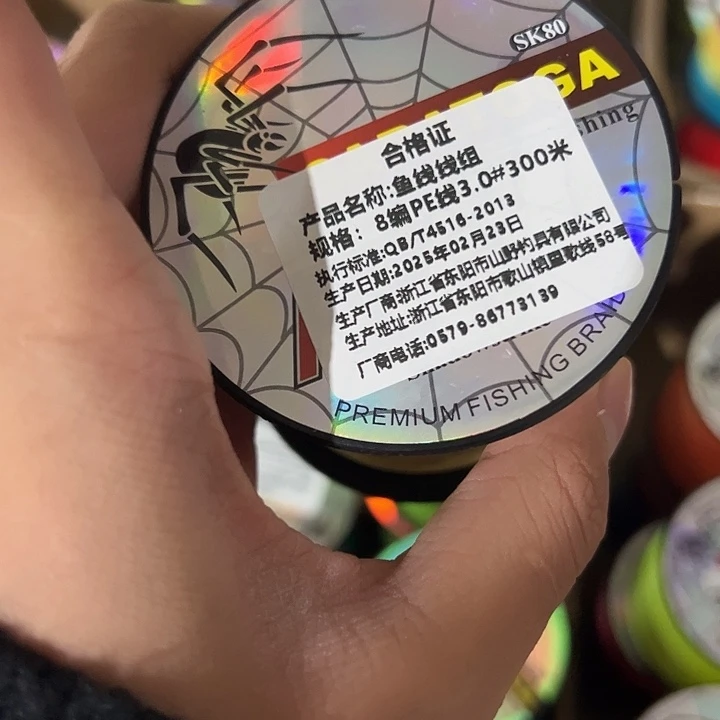 SK80
GA
shing
合格证
产品名称:鱼线线组
规格: 8编PE线3.0#300米
执行标准:QB/T4516-2013
生产日期:2025年02月23日
生产厂商:浙江省东阳市山野钓具有限公司
生产地址:浙江省东阳市歌山镇凰歌线58号
厂商电话:0579-86773139
PREMIUM FISHING BRAID